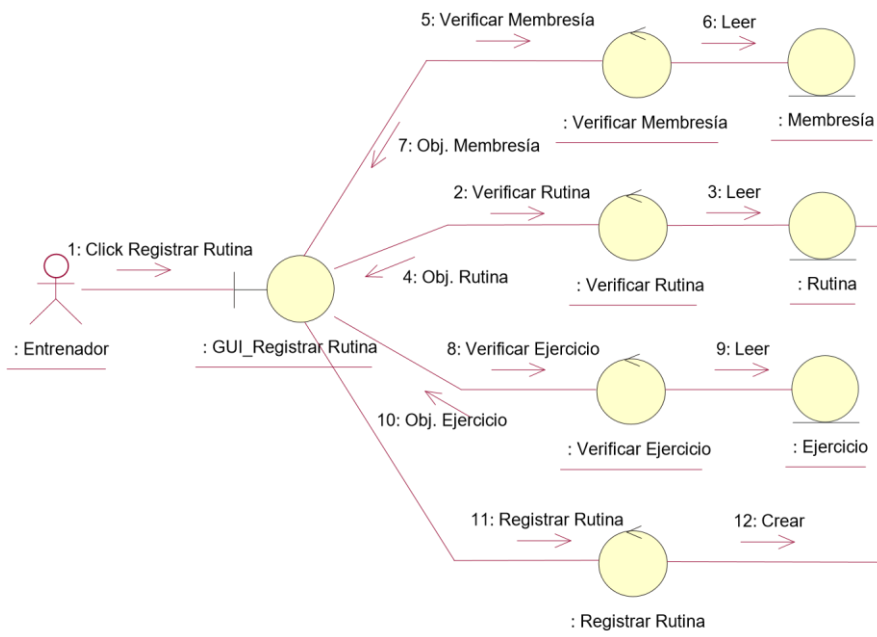 5: Verificar Membresía
6: Leer
: Verificar Membresía
: Membresía
7: Obj. Membresía
2: Verificar Rutina
3: Leer
1: Click Registrar Rutina
4: Obj. Rutina
: Verificar Rutina
: Rutina
: Entrenador
: GUI_Registrar Rutina
8: Verificar Ejercicio
9: Leer
10: Obj. Ejercicio
: Verificar Ejercicio
: Ejercicio
11: Registrar Rutina
12: Crear
: Registrar Rutina